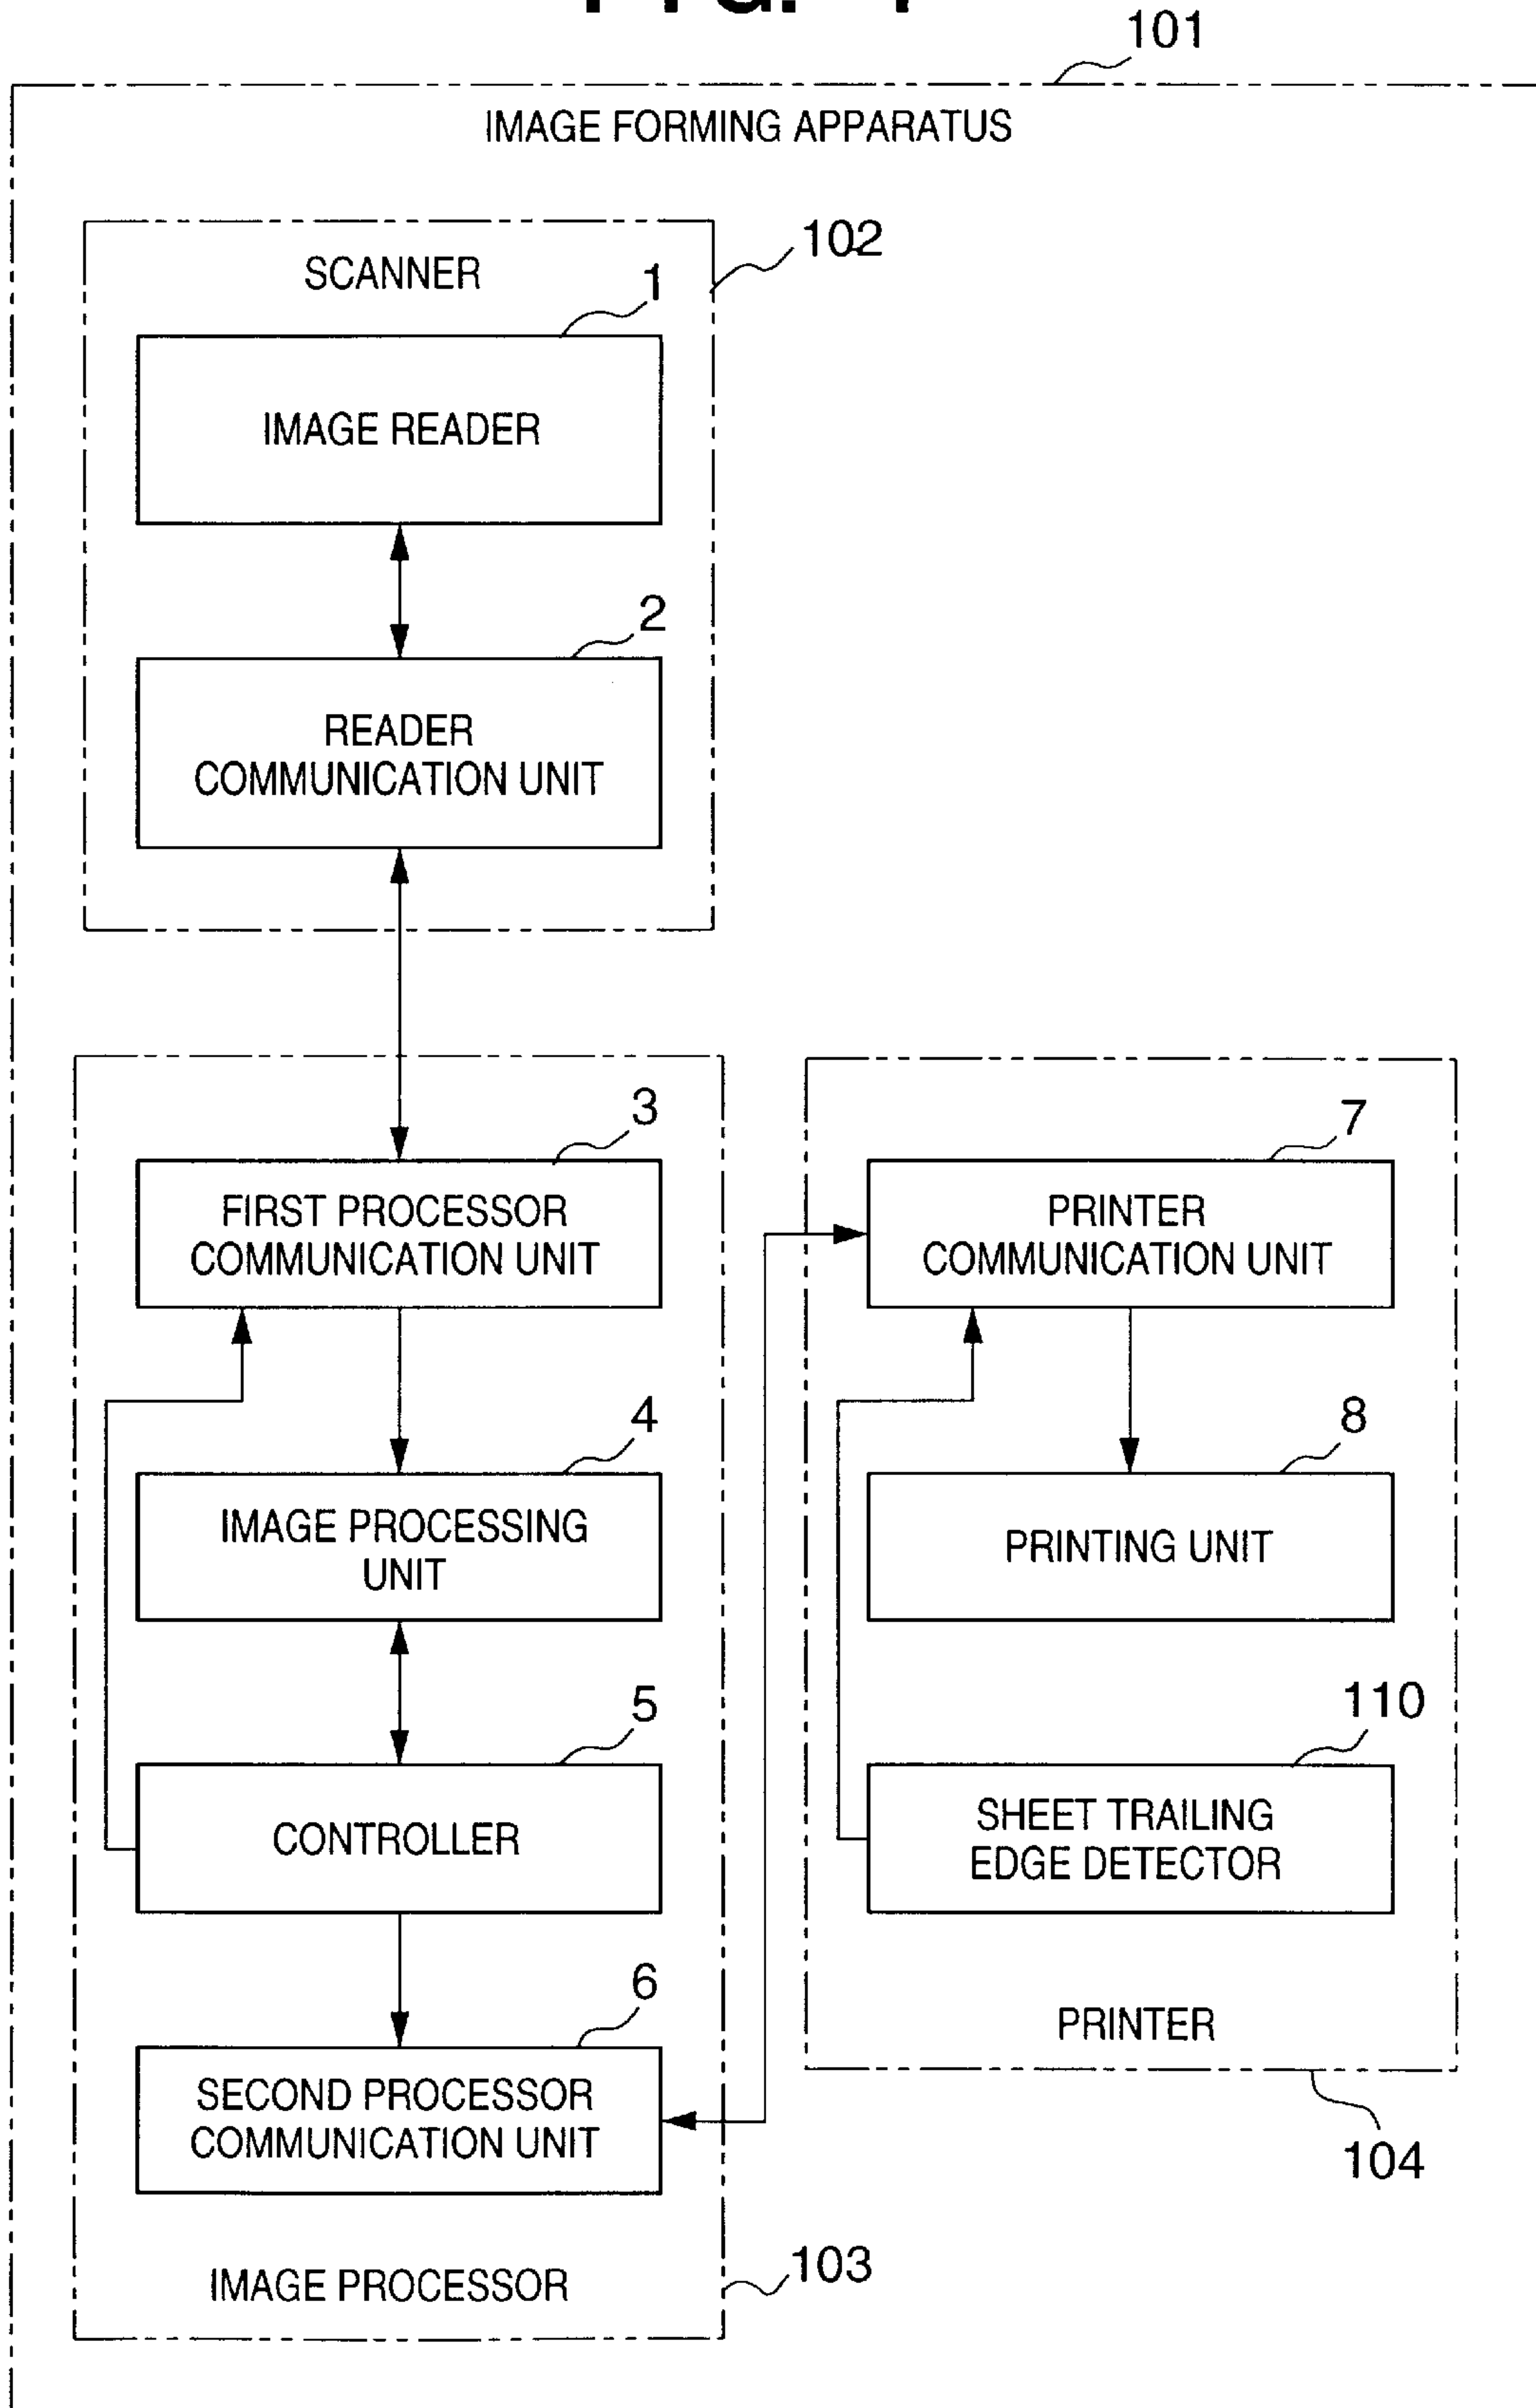 101
IMAGE FORMING APPARATUS
102
SCANNER
1
IMAGE READER
2
READER
COMMUNICATION UNIT
3
FIRST PROCESSOR
COMMUNICATION UNIT
4
IMAGE PROCESSING
UNIT
5
CONTROLLER
6
SECOND PROCESSOR
COMMUNICATION UNIT
IMAGE PROCESSOR
103
7
PRINTER
COMMUNICATION UNIT
8
PRINTING UNIT
110
SHEET TRAILING
EDGE DETECTOR
PRINTER
104